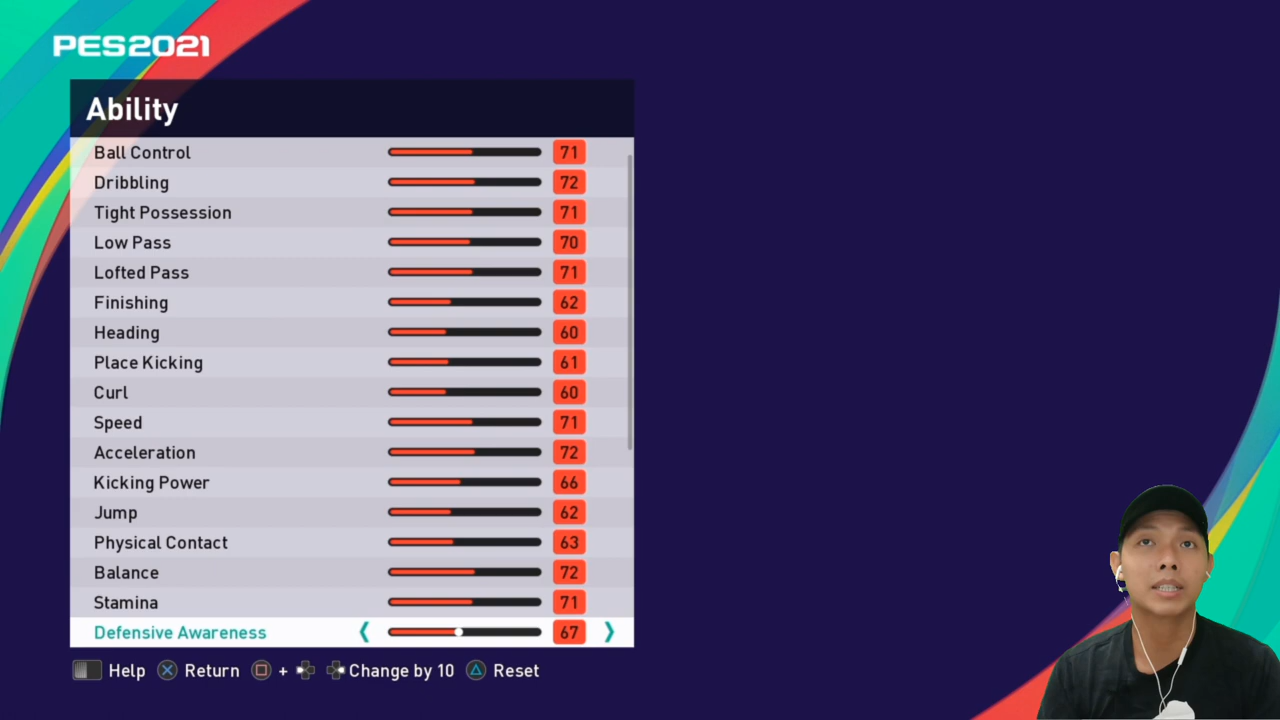 PES2021
Ability
Ball Control 71
Dribbling 72
Tight Possession 71
Low Pass 70
Lofted Pass 71
Finishing 62
Heading 60
Place Kicking 61
Curl 60
Speed 71
Acceleration 72
Kicking Power 66
Jump 62
Physical Contact 63
Balance 72
Stamina 71
Defensive Awareness 67
Help Return + Change by 10 Reset